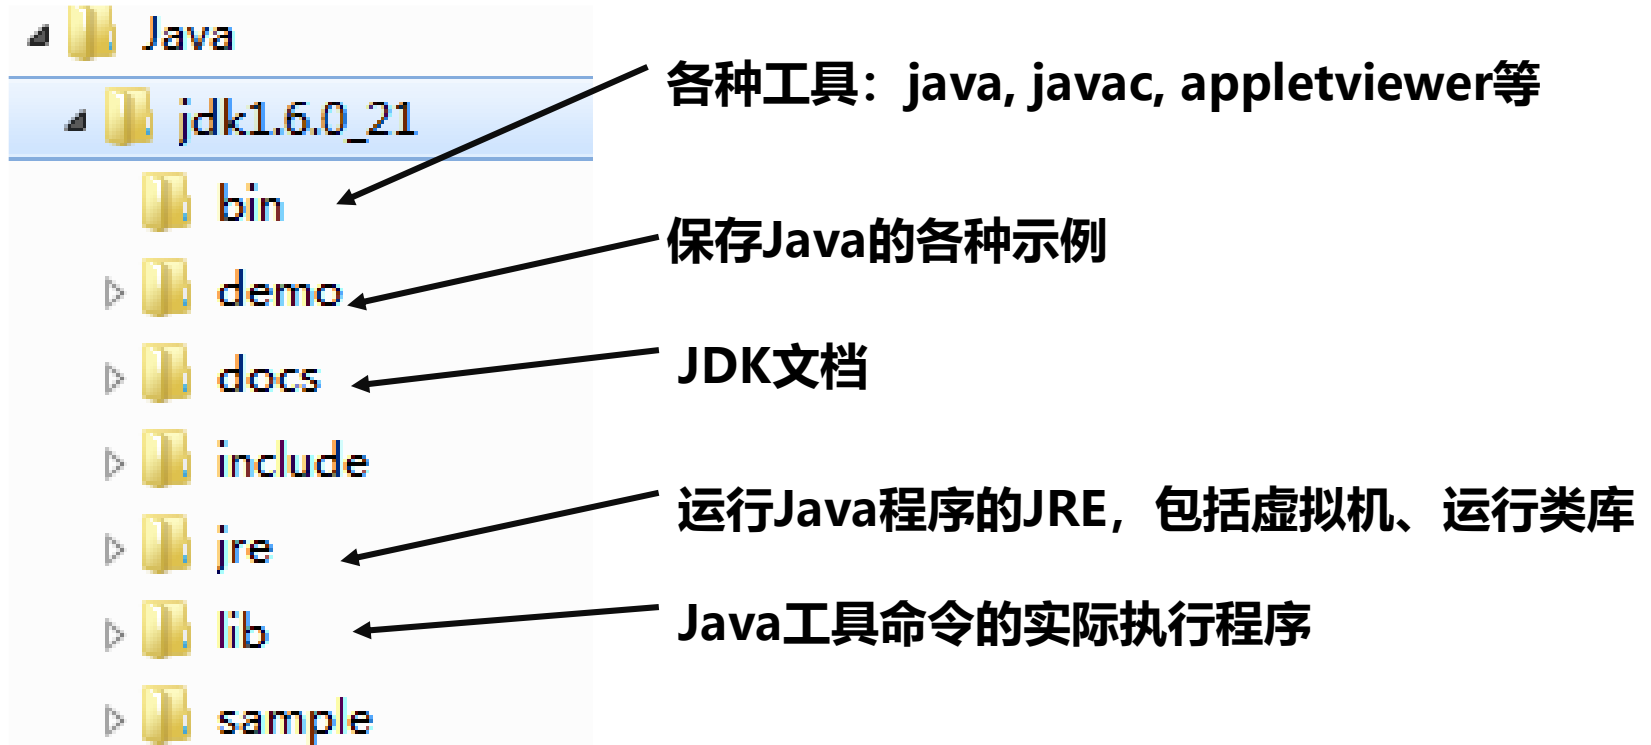 Java
各种工具：java, javac, appletviewer等
jdk1.6.0_21
bin
保存Java的各种示例
demo
JDK文档
docs
include
运行Java程序的JRE，包括虚拟机、运行类库
jre
Java工具命令的实际执行程序
lib
sample